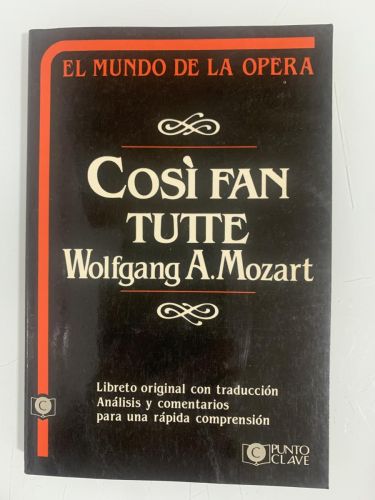 EL MUNDO DE LA OPERA
COSÌ FAN
TUTTE
Wolfgang A. Mozart
Libreto original con traducción
Análisis y comentarios
para una rápida comprensión
C
C
PUNTO
CLAVE